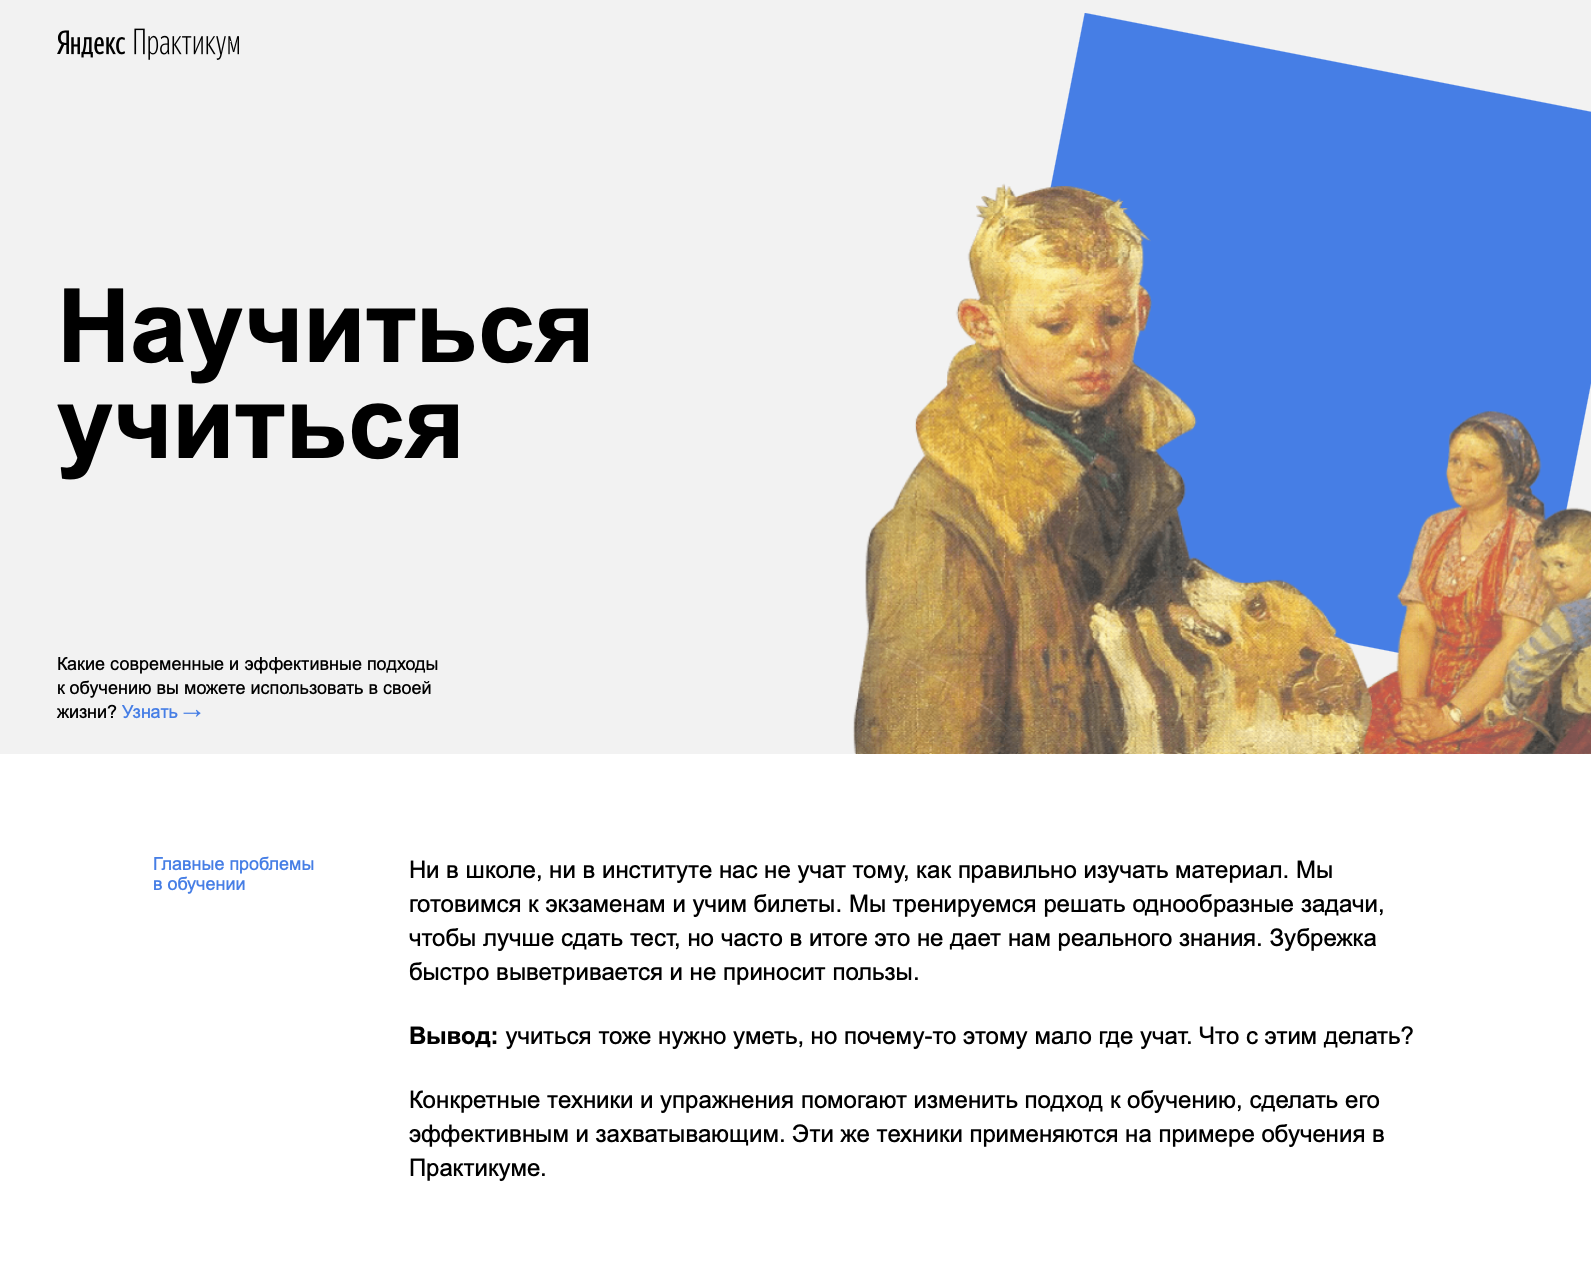 Яндекс Практикум
Научиться
учиться
Какие современные и эффективные подходы
к обучению вы можете использовать в своей
жизни? Узнать →
Главные проблемы
в обучении
Ни в школе, ни в институте нас не учат тому, как правильно изучать материал. Мы
готовимся к экзаменам и учим билеты. Мы тренируемся решать однообразные задачи,
чтобы лучше сдать тест, но часто в итоге это не дает нам реального знания. Зубрежка
быстро выветривается и не приносит пользы.
Вывод: учиться тоже нужно уметь, но почему-то этому мало где учат. Что с этим делать?
Конкретные техники и упражнения помогают изменить подход к обучению, сделать его
эффективным и захватывающим. Эти же техники применяются на примере обучения в
Практикуме.